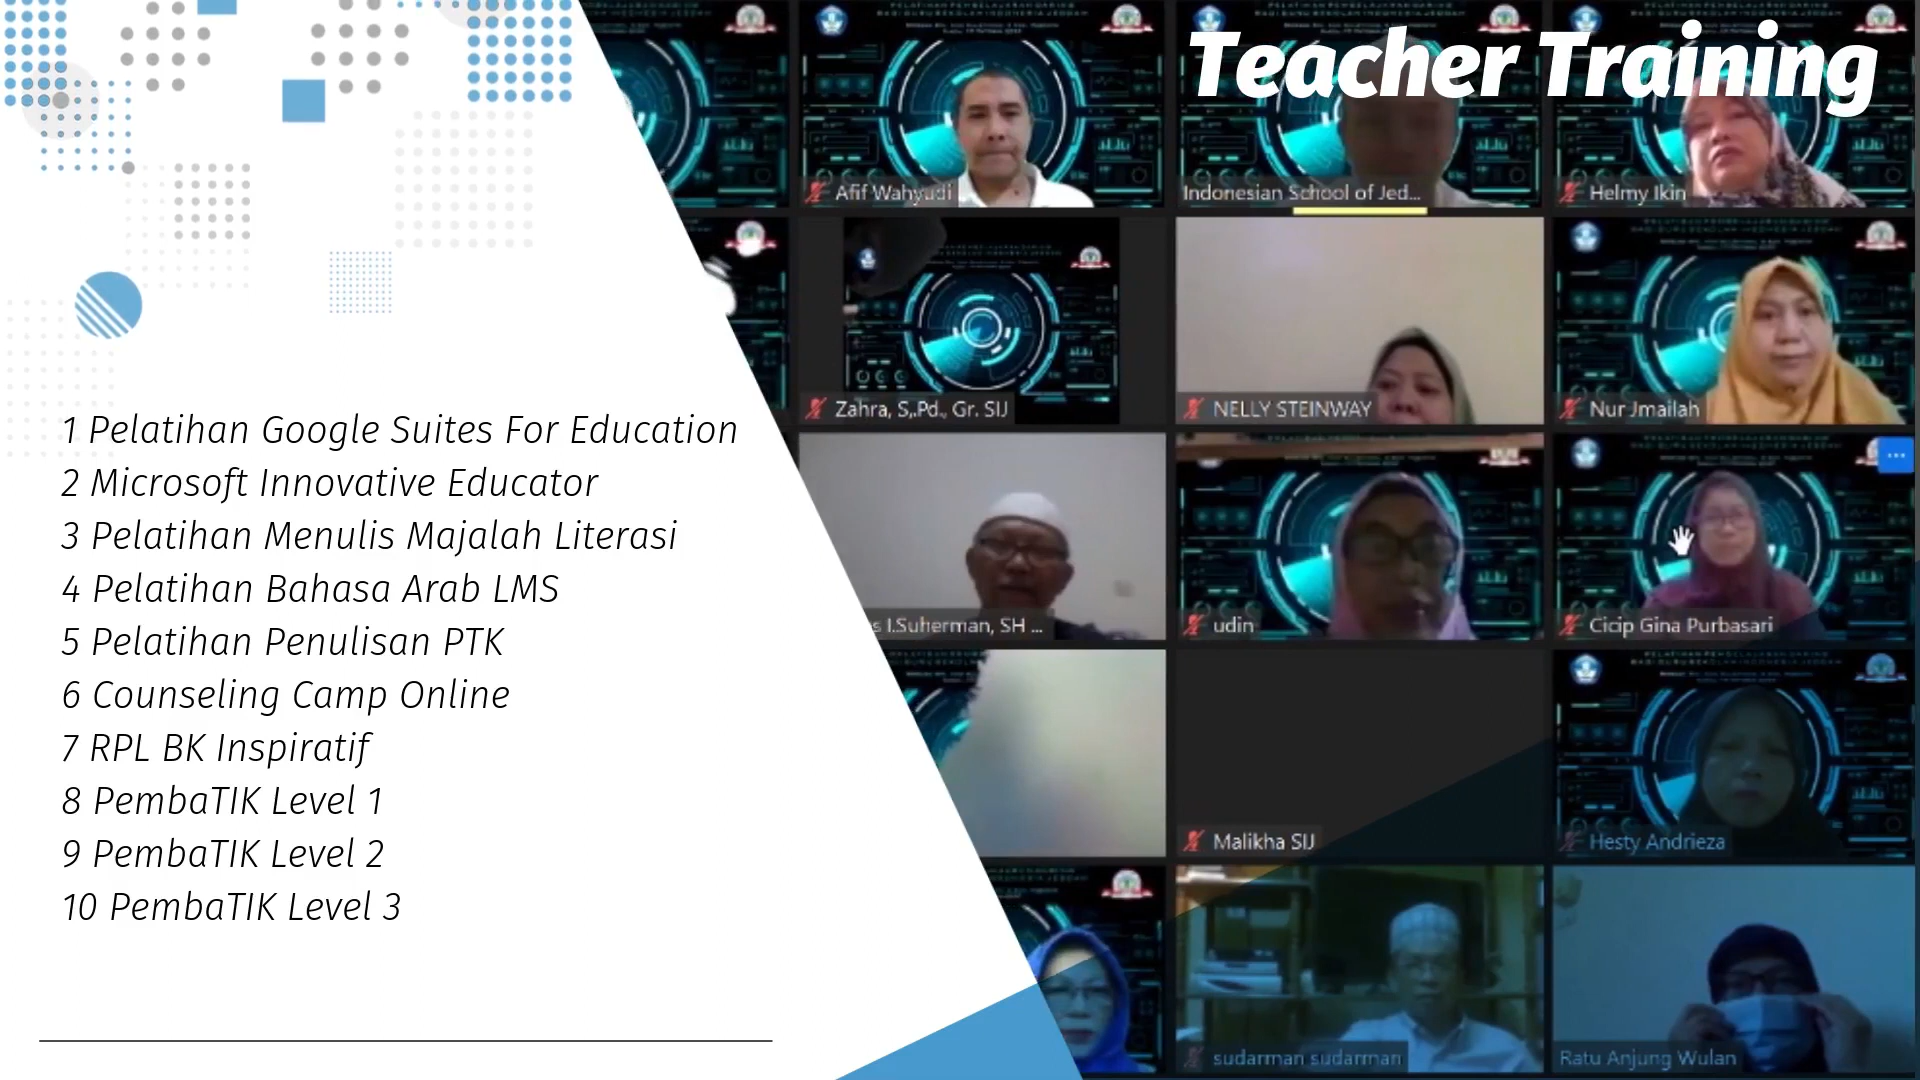 Teacher Training
1 Pelatihan Google Suites For Education
2 Microsoft Innovative Educator
3 Pelatihan Menulis Majalah Literasi
4 Pelatihan Bahasa Arab LMS
5 Pelatihan Penulisan PTK
6 Counseling Camp Online
7 RPL BK Inspiratif
8 PembaTIK Level 1
9 PembaTIK Level 2
10 PembaTIK Level 3
Afif Wahyudi
Indonesian School of Jed...
Helmy Ikin
Zahra, S,.Pd., Gr. SIJ
NELLY STEINWAY
Nur Jmailah
s I.Suherman, SH ...
udin
Cicip Gina Purbasari
Malikha SIJ
Hesty Andrieza
sudarman sudarman
Ratu Anjung Wulan